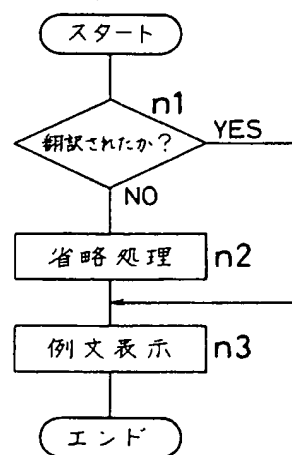 スタート
n1
翻訳されたか?
YES
NO
省略処理
n2
例文表示
n3
エンド